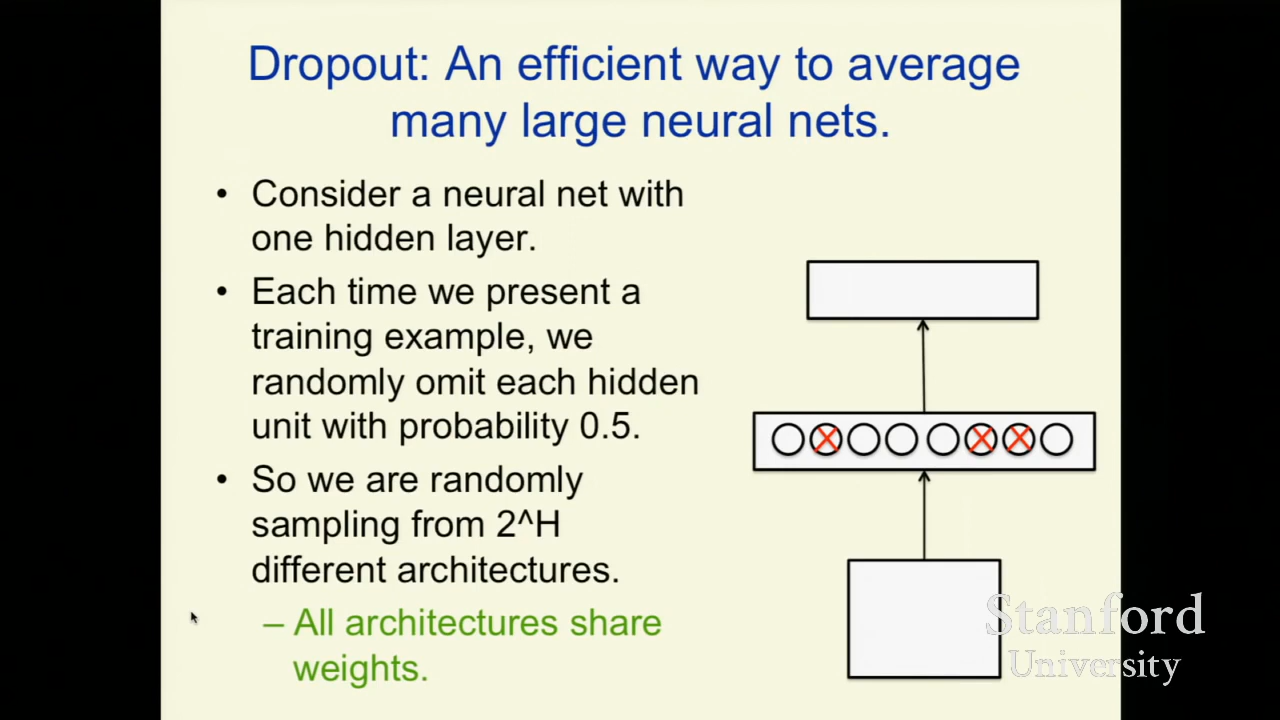 Dropout: An efficient way to average
many large neural nets.
• Consider a neural net with
one hidden layer.
• Each time we present a
training example, we
randomly omit each hidden
unit with probability 0.5.
• So we are randomly
sampling from 2^H
different architectures.
– All architectures share
weights.
Stanford
University